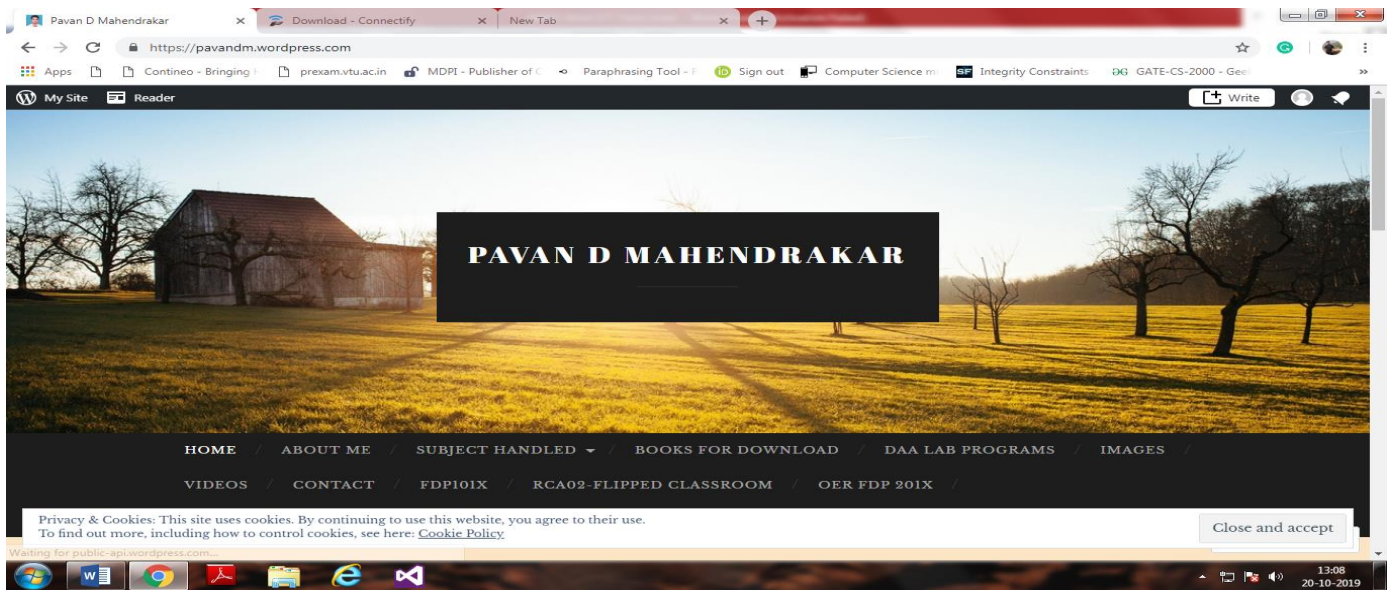 Pavan D Mahendrakar
Download - Connectify
New Tab
https://pavandm.wordpress.com
Apps
Contineo - Bringing
prexam.vtu.ac.in
MDPI - Publisher of
Paraphrasing Tool -
Sign out
Computer Science m
Integrity Constraints
GATE-CS-2000 - Gee
My Site
Reader
Write
PAVAN D MAHENDRAKAR
HOME / ABOUT ME / SUBJECT HANDLED / BOOKS FOR DOWNLOAD / DAA LAB PROGRAMS / IMAGES /
VIDEOS / CONTACT / FDP101X / RCA02-FLIPPED CLASSROOM / OER FDP 201X /
Privacy & Cookies: This site uses cookies. By continuing to use this website, you agree to their use.
To find out more, including how to control cookies, see here: Cookie Policy
Close and accept
Waiting for public-api.wordpress.com...
13:08
20-10-2019